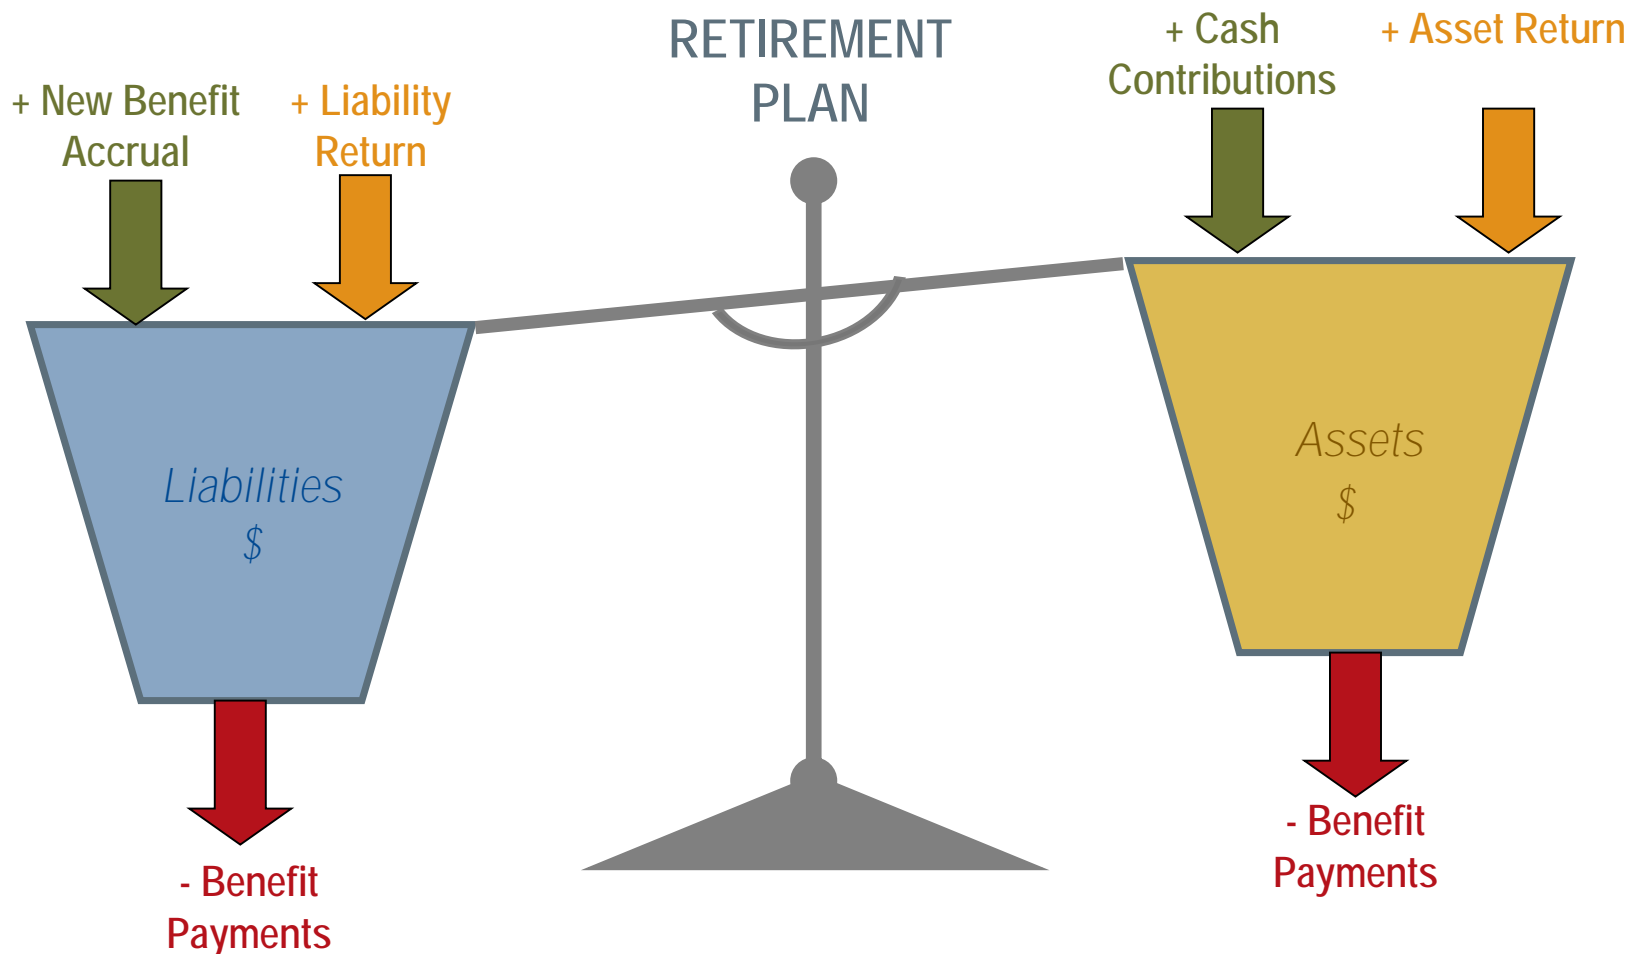 RETIREMENT
PLAN
+ New Benefit
Accrual
+ Liability
Return
+ Cash
Contributions
+ Asset Return
Liabilities
$
Assets
$
- Benefit
Payments
- Benefit
Payments